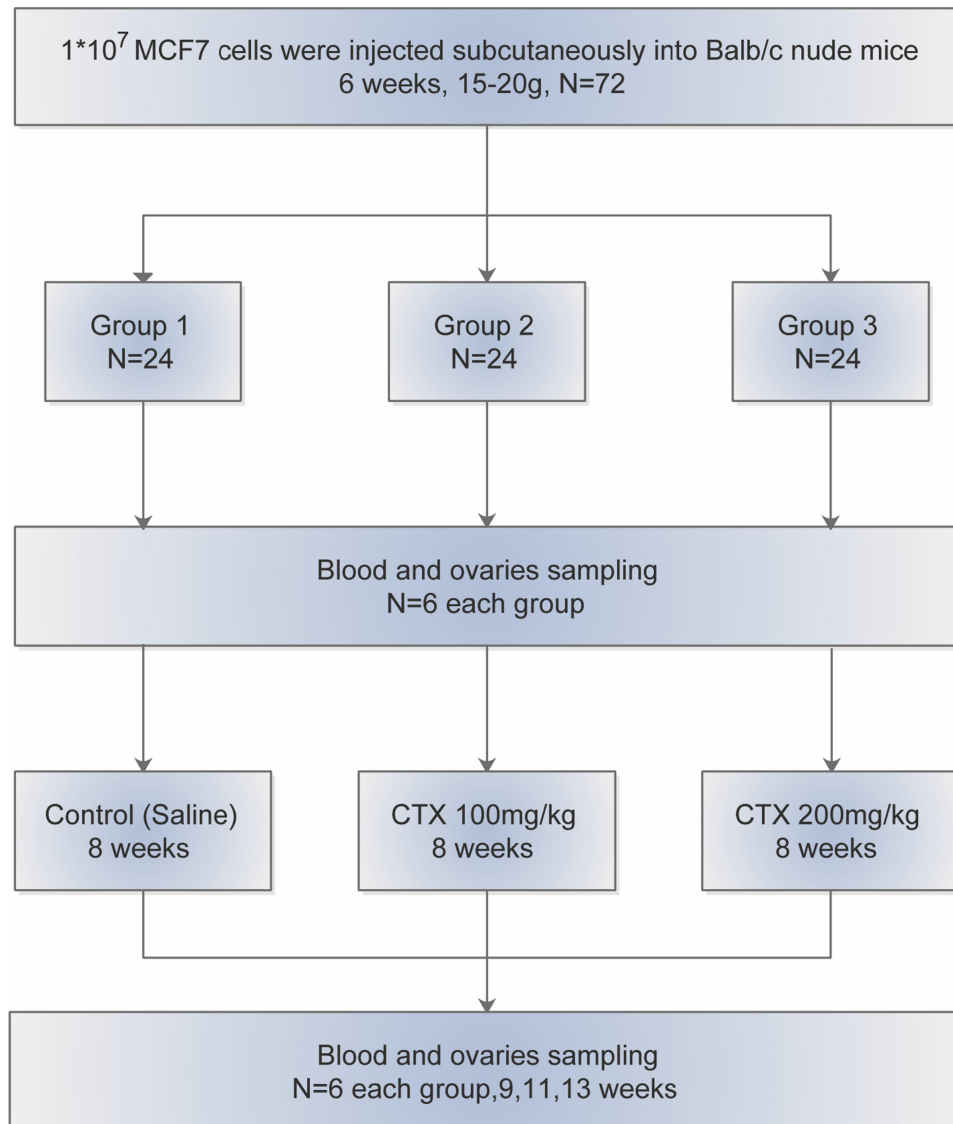 1*10⁷ MCF7 cells were injected subcutaneously into Balb/c nude mice
6 weeks, 15-20g, N=72
Group 1
N=24
Group 2
N=24
Group 3
N=24
Blood and ovaries sampling
N=6 each group
Control (Saline)
8 weeks
CTX 100mg/kg
8 weeks
CTX 200mg/kg
8 weeks
Blood and ovaries sampling
N=6 each group,9,11,13 weeks